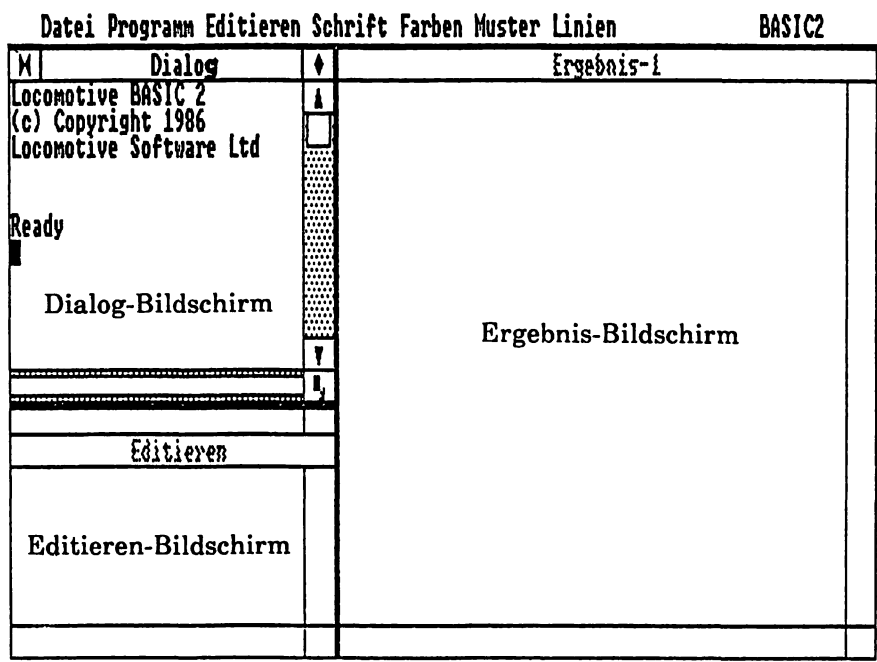 Datei Programm Editieren Schrift Farben Muster Linien BASIC2
Dialog
Locomotive BASIC 2
(c) Copyright 1986
Locomotive Software Ltd
Ready
Dialog-Bildschirm
Ergebnis-1
Ergebnis-Bildschirm
Editieren
Editieren-Bildschirm